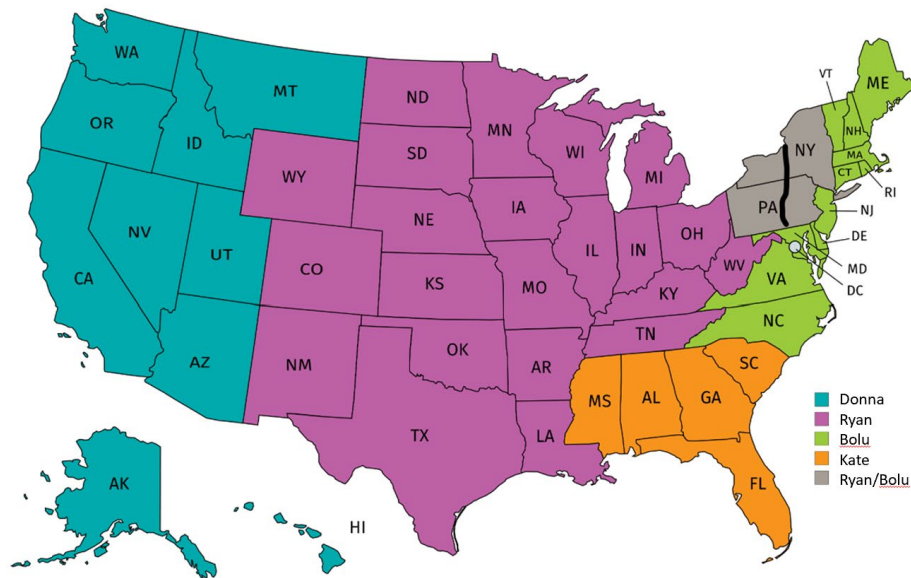 WA
MT
ND
MN
VT
ME
OR
ID
SD
WI
NY
NH
WY
MI
MA
CT
RI
NE
IA
PA
NJ
NV
UT
CO
IL
IN
OH
DE
CA
KS
MO
WV
MD
VA
DC
KY
NC
AZ
NM
OK
TN
AR
SC
MS
AL
GA
TX
LA
Donna
Ryan
Bolu
Kate
Ryan/Bolu
AK
FL
HI